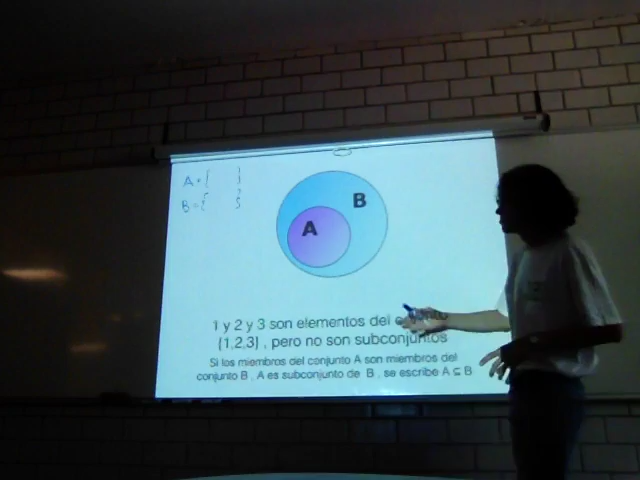 A = { }
B = { }
B
A
1 y 2 y 3 son elementos del conjunto
{1,2,3} , pero no son subconjuntos
Si los miembros del conjunto A son miembros del
conjunto B , A es subconjunto de B , se escribe A ⊆ B